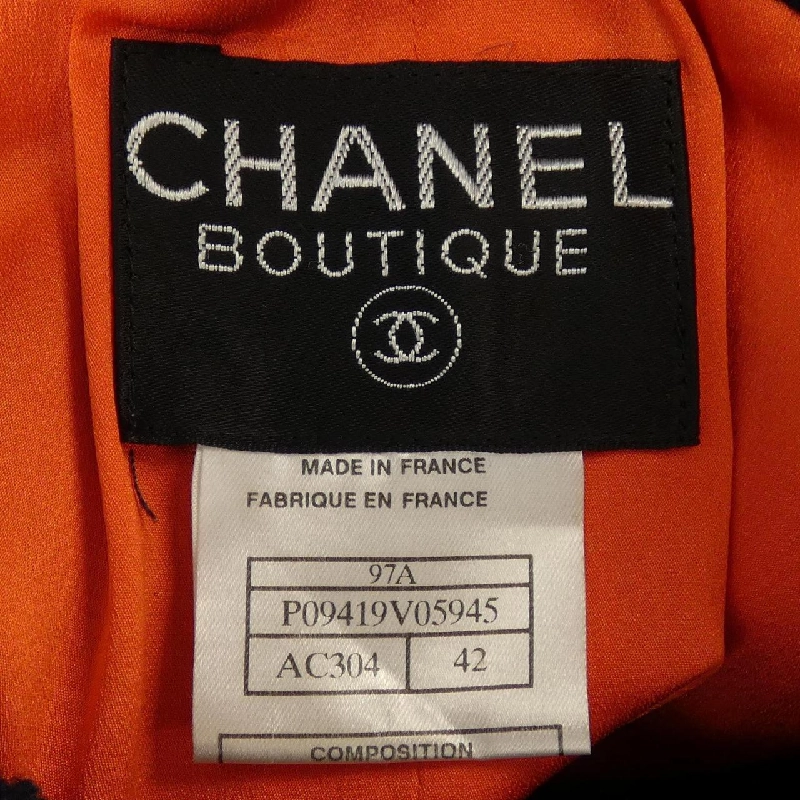 CHANEL
BOUTIQUE
MADE IN FRANCE
FABRIQUE EN FRANCE
97A
P09419V05945
AC304 42
COMPOSITION